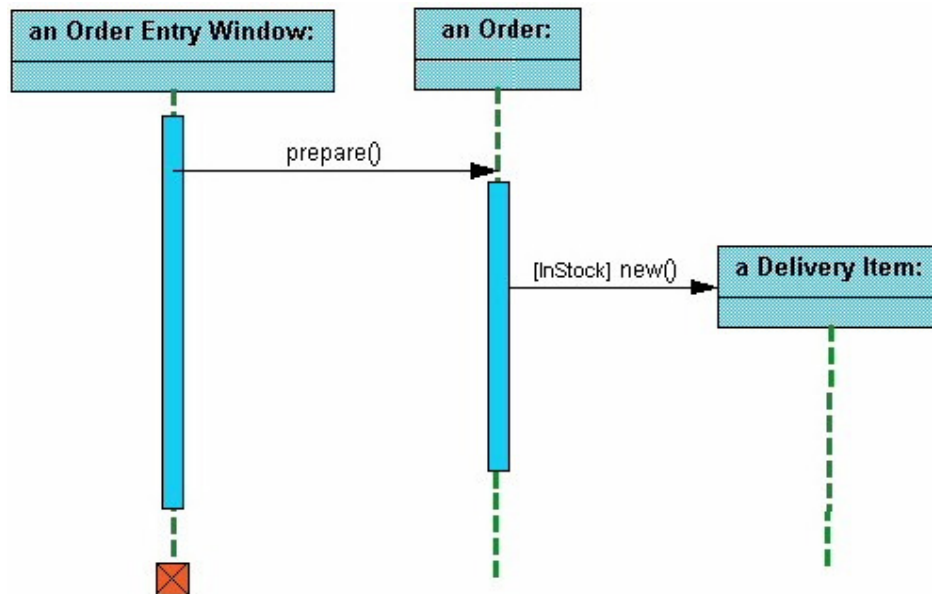 an Order Entry Window:
an Order:
prepare()
a Delivery Item:
[InStock] new()